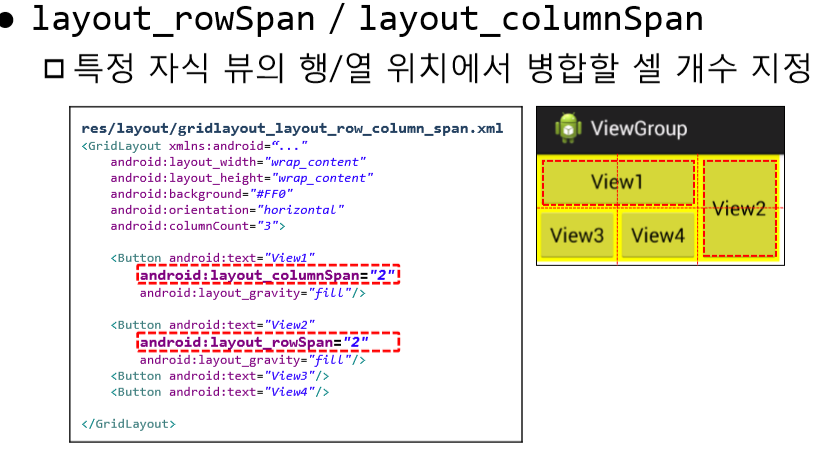 ● layout_rowSpan / layout_columnSpan
□ 특정 자식 뷰의 행/열 위치에서 병합할 셀 개수 지정
res/layout/gridlayout_layout_row_column_span.xml
<GridLayout xmlns:android="..."
android:layout_width="wrap_content"
android:layout_height="wrap_content"
android:background="#FF0"
android:orientation="horizontal"
android:columnCount="3">
<Button android:text="View1"
android:layout_columnSpan="2"
android:layout_gravity="fill"/>
<Button android:text="View2"
android:layout_rowSpan="2"
android:layout_gravity="fill"/>
<Button android:text="View3"/>
<Button android:text="View4"/>
</GridLayout>
ViewGroup
View1
View2
View3 View4